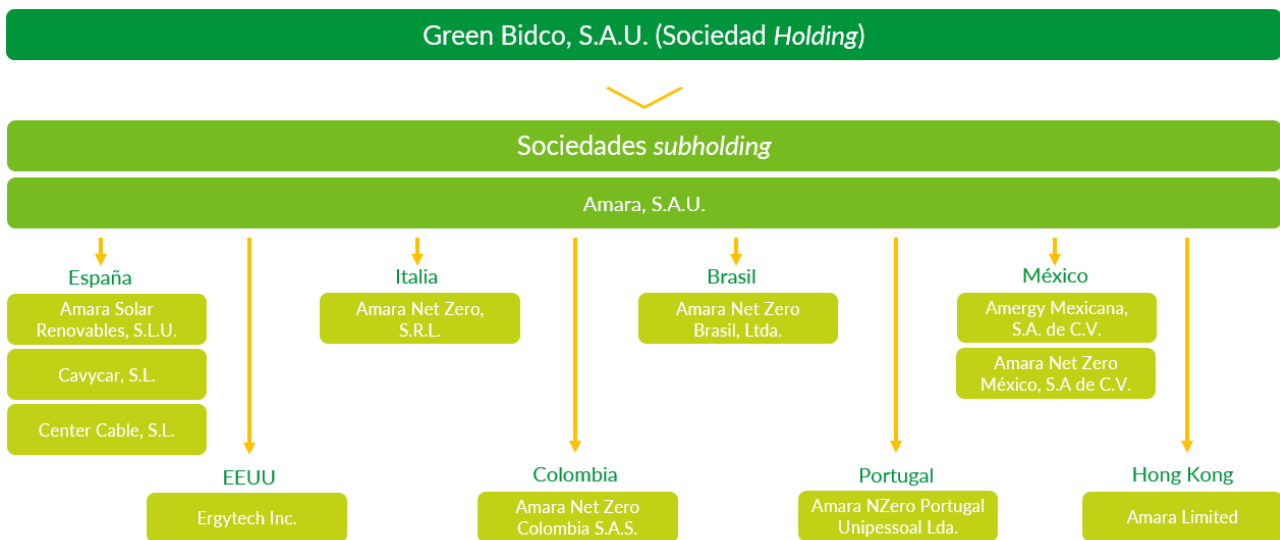 Green Bidco, S.A.U. (Sociedad Holding)
Sociedades subholding
Amara, S.A.U.
España
Amara Solar
Renovables, S.L.U.
Cavycar, S.L.
Center Cable, S.L.
EEUU
Ergytech Inc.
Italia
Amara Net Zero,
S.R.L.
Colombia
Amara Net Zero
Colombia S.A.S.
Brasil
Amara Net Zero
Brasil, Ltda.
Portugal
Amara NZero Portugal
Unipessoal Lda.
México
Amergy Mexicana,
S.A. de C.V.
Amara Net Zero
México, S.A de C.V.
Hong Kong
Amara Limited